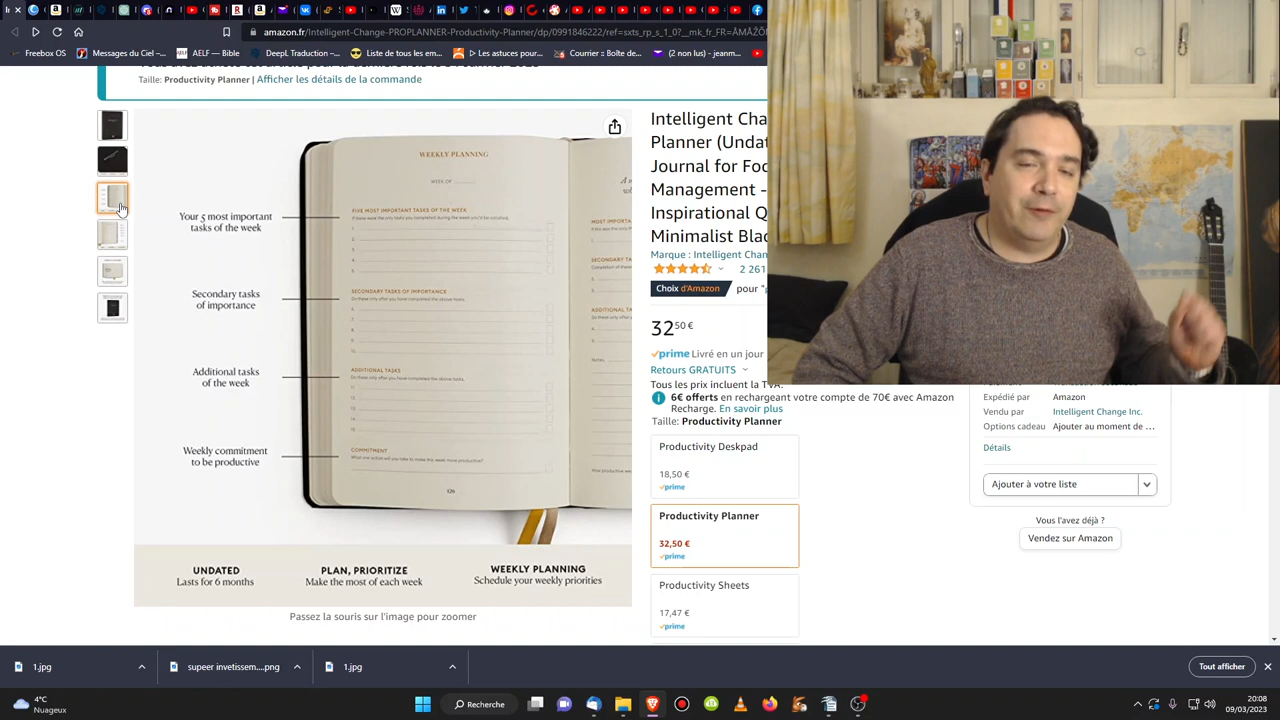 amazon.fr/Intelligent-Change-PROPLANNER-Productivity-Planner/dp/0991846222/ref=sxts_rp_s_1_0?__mk_fr_FR=ÅMÅŽÕÑ
Freebox OS
Messages du Ciel -...
AELF — Bible
DeepL Traduction –...
Liste de tous les em...
▷ Les astuces pour...
Courrier :: Boîte de...
(2 non lus) - jeanm...
Taille: Productivity Planner | Afficher les détails de la commande
WEEKLY PLANNING
WEEK OF
FIVE MOST IMPORTANT TASKS OF THE WEEK
Your 5 most important
tasks of the week
SECONDARY TASKS OF IMPORTANCE
Secondary tasks
of importance
ADDITIONAL TASKS
Additional tasks
of the week
COMMITMENT
Weekly commitment
to be productive
126
UNDATED
Lasts for 6 months
PLAN, PRIORITIZE
Make the most of each week
WEEKLY PLANNING
Schedule your weekly priorities
Passez la souris sur l'image pour zoomer
Intelligent Cha
Planner (Undat
Journal for Foc
Management -
Inspirational Q
Minimalist Blac
Marque : Intelligent Chan
2 261
Choix d'Amazon pour "
32 50 €
prime Livré en un jour
Retours GRATUITS
Tous les prix incluent la TVA.
6€ offerts en rechargeant votre compte de 70€ avec Amazon
Recharge. En savoir plus
Taille: Productivity Planner
Productivity Deskpad
18,50 €
prime
Productivity Planner
32,50 €
prime
Productivity Sheets
17,47 €
prime
Expédié par Amazon
Vendu par Intelligent Change Inc.
Options cadeau Ajouter au moment de ...
Détails
Ajouter à votre liste
Vous l'avez déjà ?
Vendez sur Amazon
1.jpg
super invetissem....png
1.jpg
Tout afficher
4°C
Nuageux
Recherche
20:08
09/03/2023